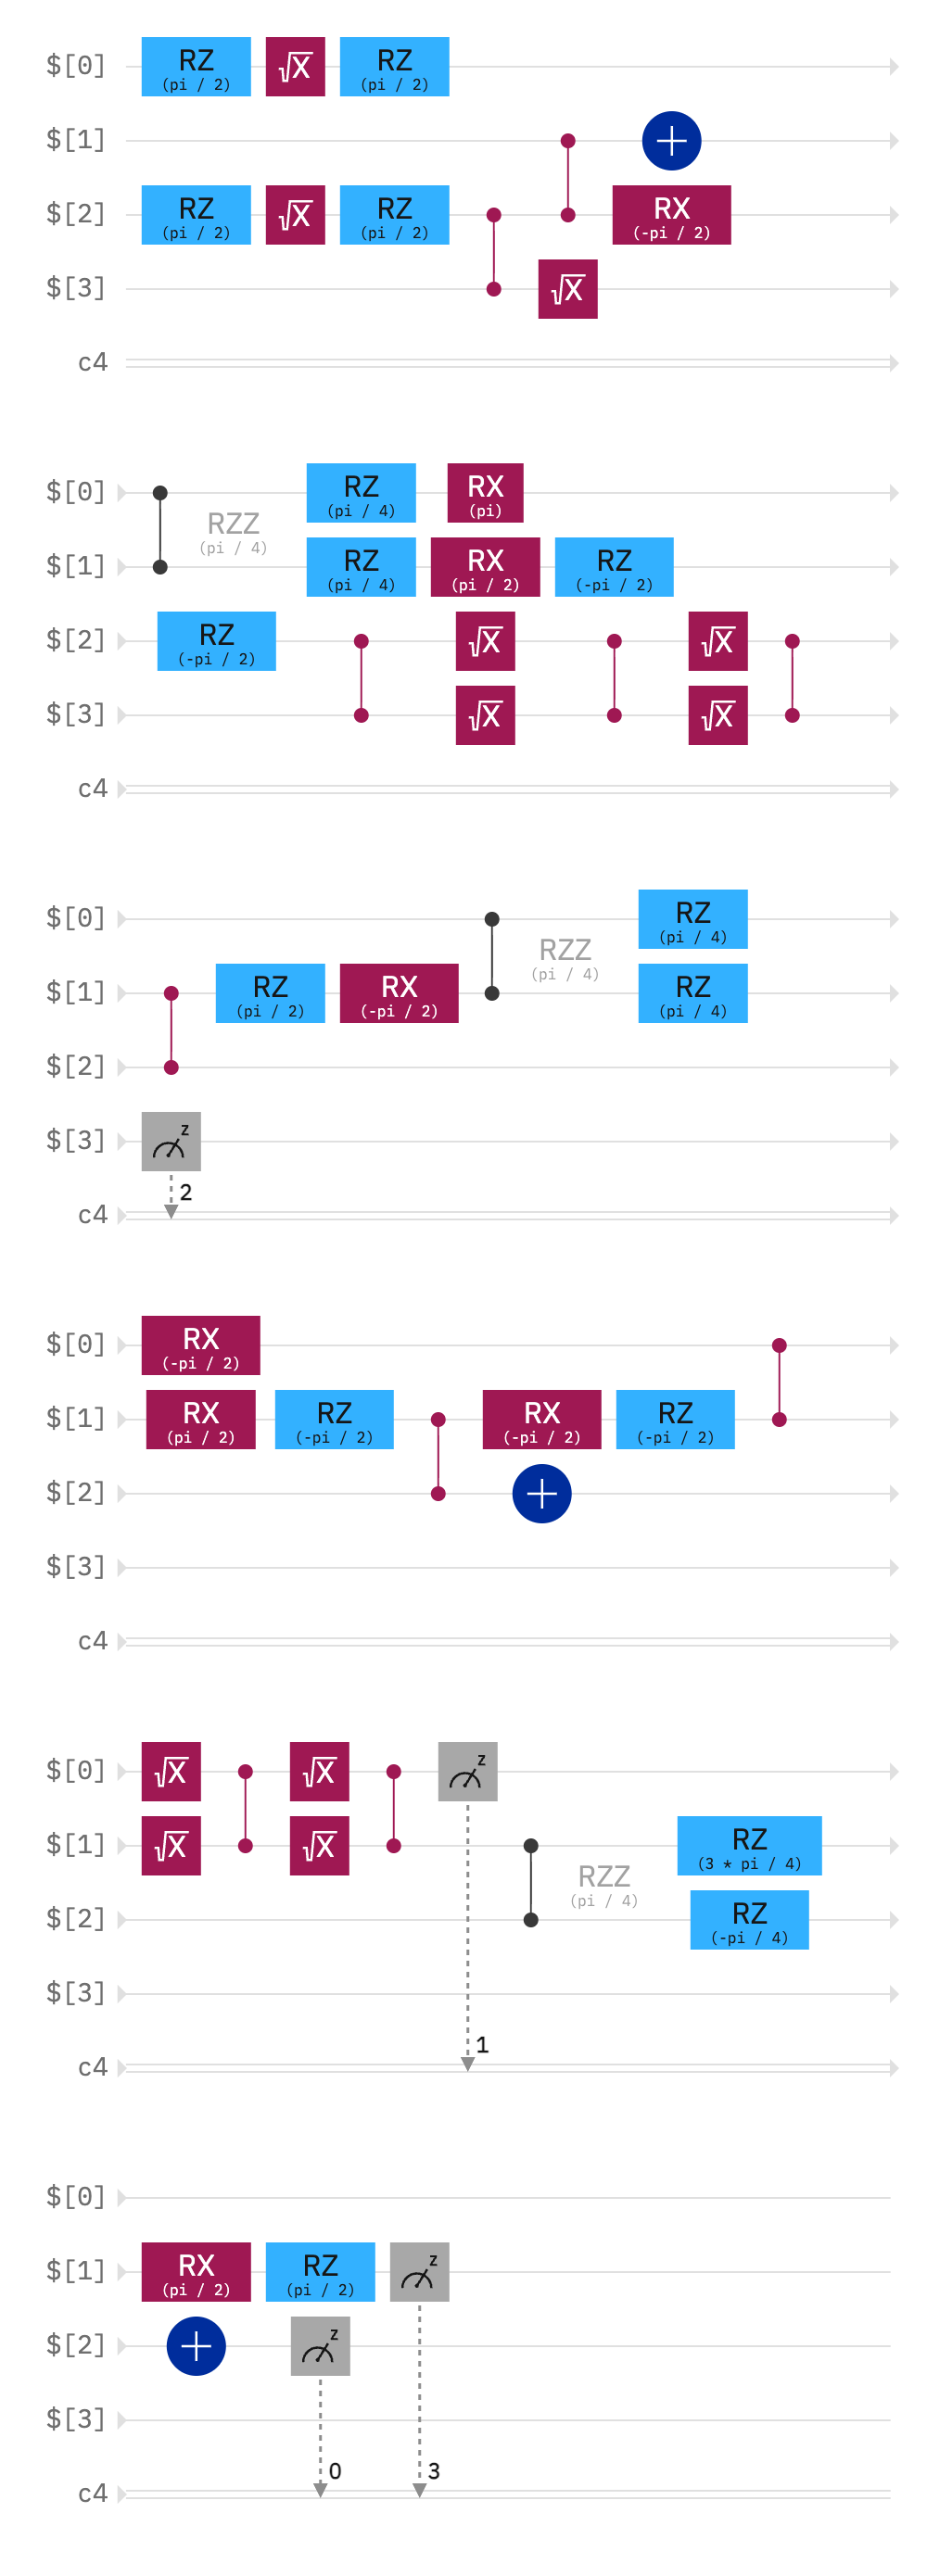 $[0] RZ √X RZ
(pi / 2) (pi / 2)
$[1] +
$[2] RZ √X RZ RX
(pi / 2) (pi / 2) (-pi / 2)
$[3] √X
c4
$[0] RZ RX
(pi / 4) (pi)
RZZ
(pi / 4)
$[1] RZ RX RZ
(pi / 4) (pi / 2) (-pi / 2)
$[2] RZ √X √X
(-pi / 2)
$[3] √X √X
c4
$[0] RZ
(pi / 4)
RZZ
(pi / 4)
$[1] RZ RX RZ
(pi / 2) (-pi / 2) (pi / 4)
$[2]
$[3] z
2
c4
$[0] RX
(-pi / 2)
$[1] RX RZ RX RZ
(pi / 2) (-pi / 2) (-pi / 2) (-pi / 2)
$[2] +
$[3]
c4
$[0] √X √X z
$[1] √X √X RZ
(3 * pi / 4)
RZZ
(pi / 4)
$[2] RZ
(-pi / 4)
$[3]
1
c4
$[0]
$[1] RX RZ z
(pi / 2) (pi / 2)
$[2] + z
$[3]
0 3
c4